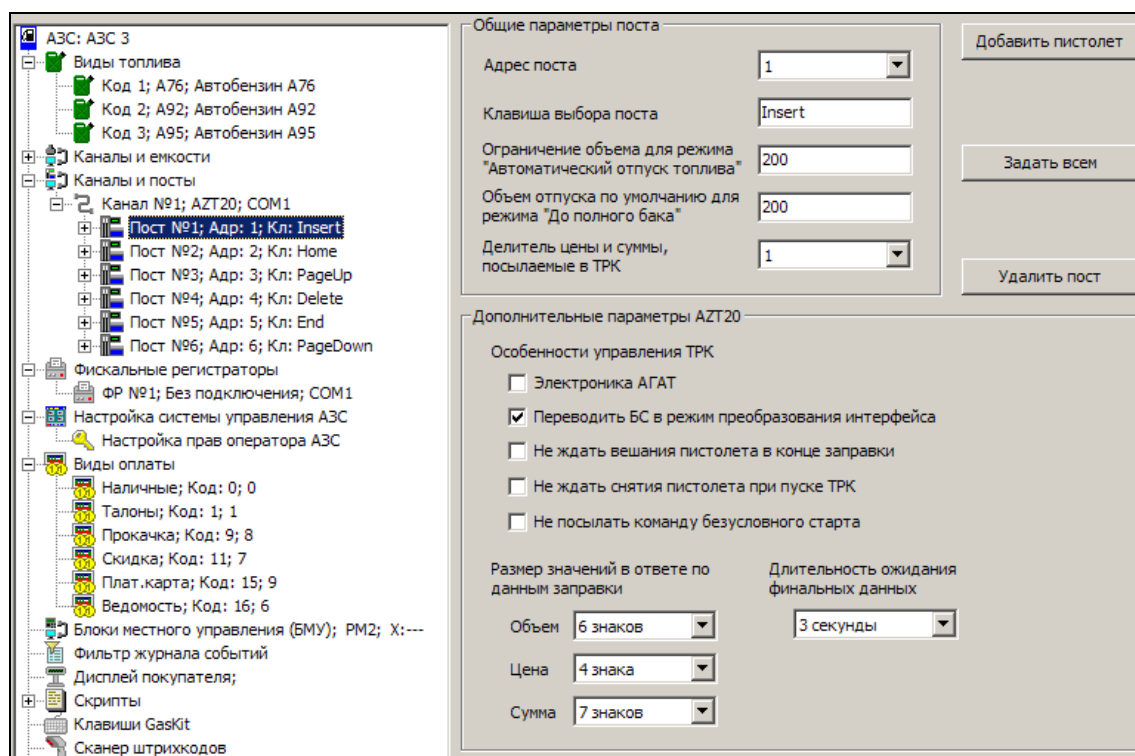 АЗС: АЗС 3
Виды топлива
Код 1; А76; Автобензин А76
Код 2; А92; Автобензин А92
Код 3; А95; Автобензин А95
Каналы и емкости
Каналы и посты
Канал №1; AZT20; COM1
Пост №1; Адр: 1; Кл: Insert
Пост №2; Адр: 2; Кл: Home
Пост №3; Адр: 3; Кл: PageUp
Пост №4; Адр: 4; Кл: Delete
Пост №5; Адр: 5; Кл: End
Пост №6; Адр: 6; Кл: PageDown
Фискальные регистраторы
ФР №1; Без подключения; COM1
Настройка системы управления АЗС
Настройка прав оператора АЗС
Виды оплаты
Наличные; Код: 0; 0
Талоны; Код: 1; 1
Прокачка; Код: 9; 8
Скидка; Код: 11; 7
Плат.карта; Код: 15; 9
Ведомость; Код: 16; 6
Блоки местного управления (БМУ); РМ2; X:---
Фильтр журнала событий
Дисплей покупателя;
Скрипты
Клавиши GasKit
Сканер штрихкодов
Общие параметры поста
Адрес поста
1
Клавиша выбора поста
Insert
Ограничение объема для режима
"Автоматический отпуск топлива"
200
Объем отпуска по умолчанию для
режима "До полного бака"
200
Делитель цены и суммы,
посылаемые в ТРК
1
Добавить пистолет
Задать всем
Удалить пост
Дополнительные параметры AZT20
Особенности управления ТРК
Электроника АГАТ
Переводить БС в режим преобразования интерфейса
Не ждать вешания пистолета в конце заправки
Не ждать снятия пистолета при пуске ТРК
Не посылать команду безусловного старта
Размер значений в ответе по
данным заправки
Объем
6 знаков
Цена
4 знака
Сумма
7 знаков
Длительность ожидания
финальных данных
3 секунды